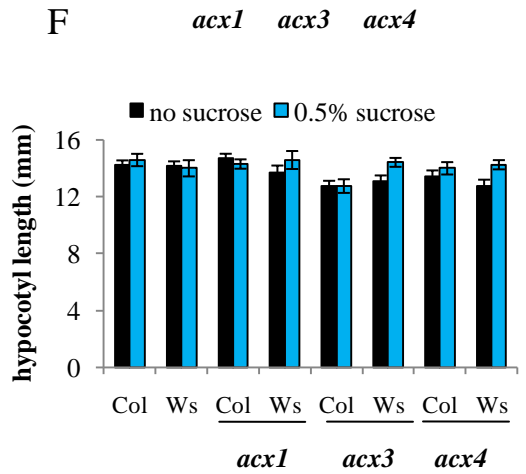 F
acx1 acx3 acx4
no sucrose 0.5% sucrose
hypocotyl length (mm)
16
12
8
4
0
Col Ws Col Ws Col Ws Col Ws
acx1 acx3 acx4